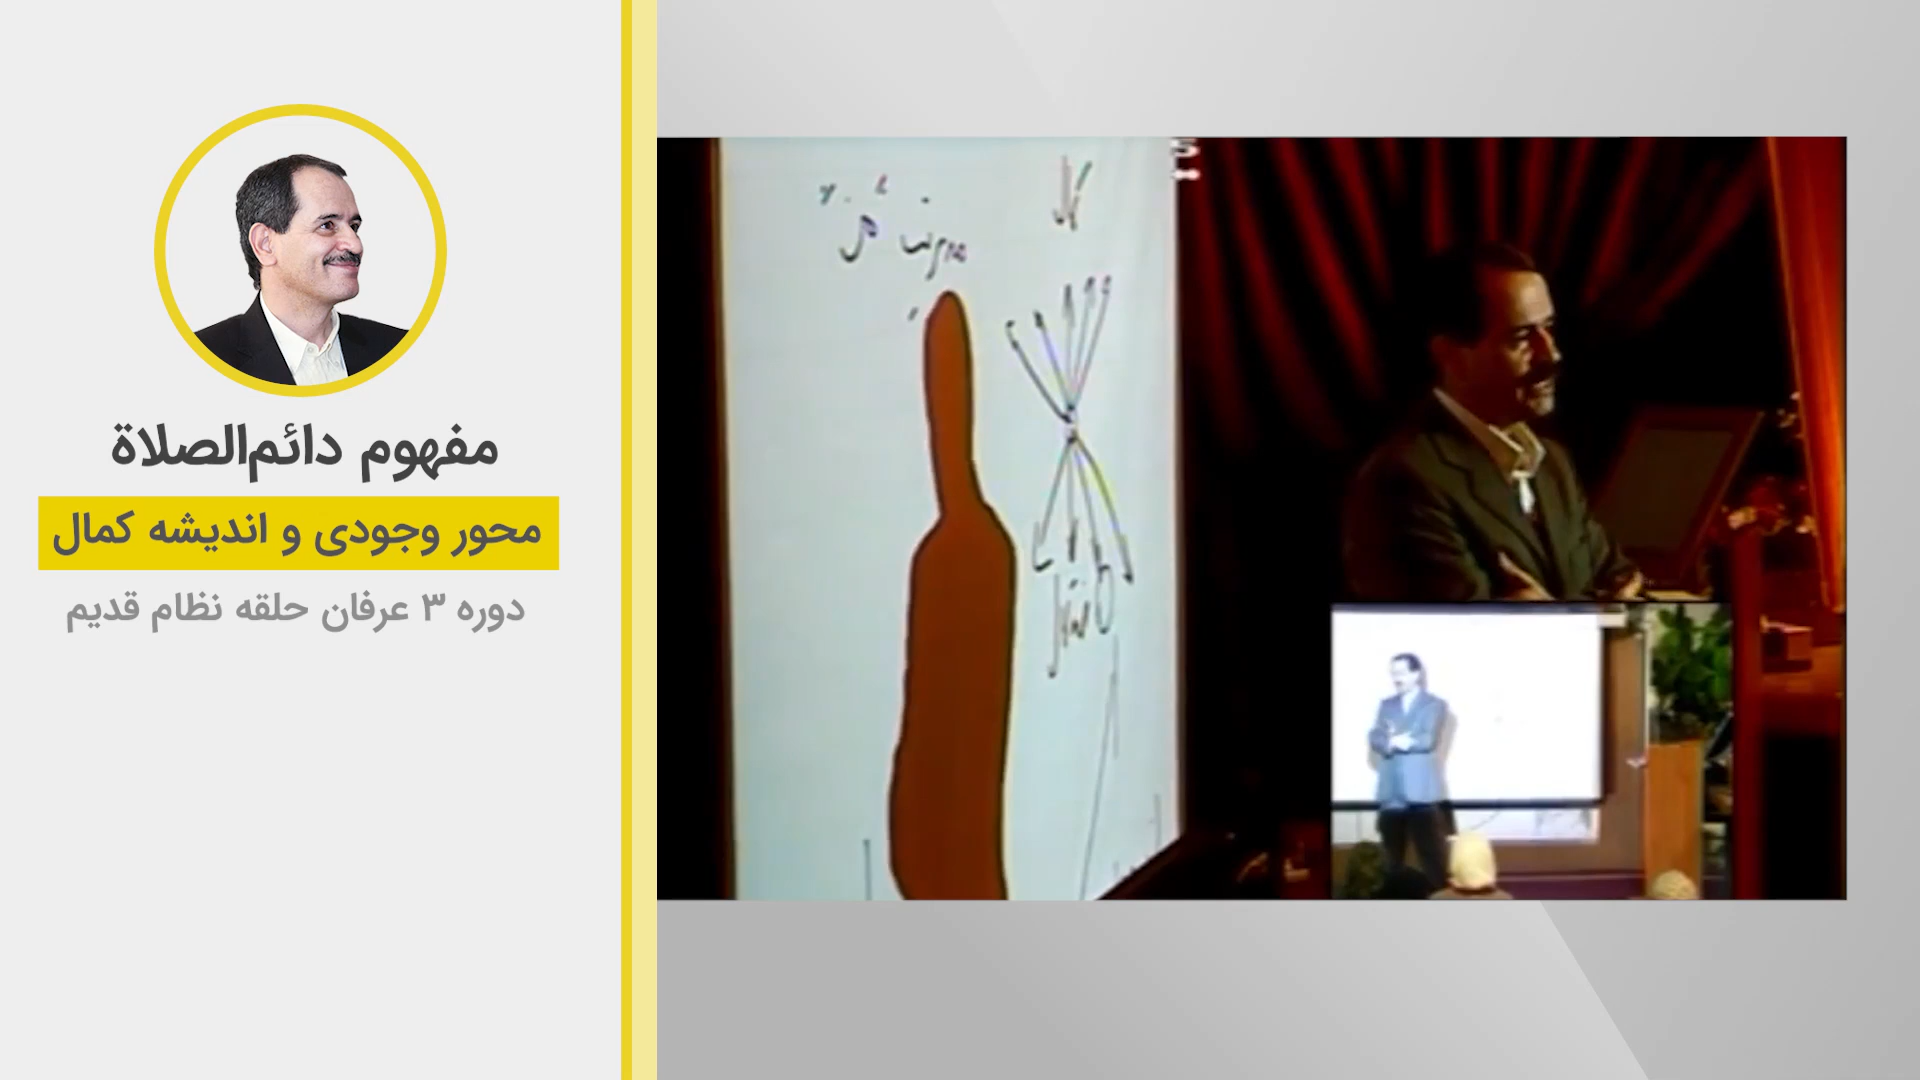 مفهوم دائم‌الصلاة
محور وجودی و اندیشه کمال
دوره ۳ عرفان حلقه نظام قدیم